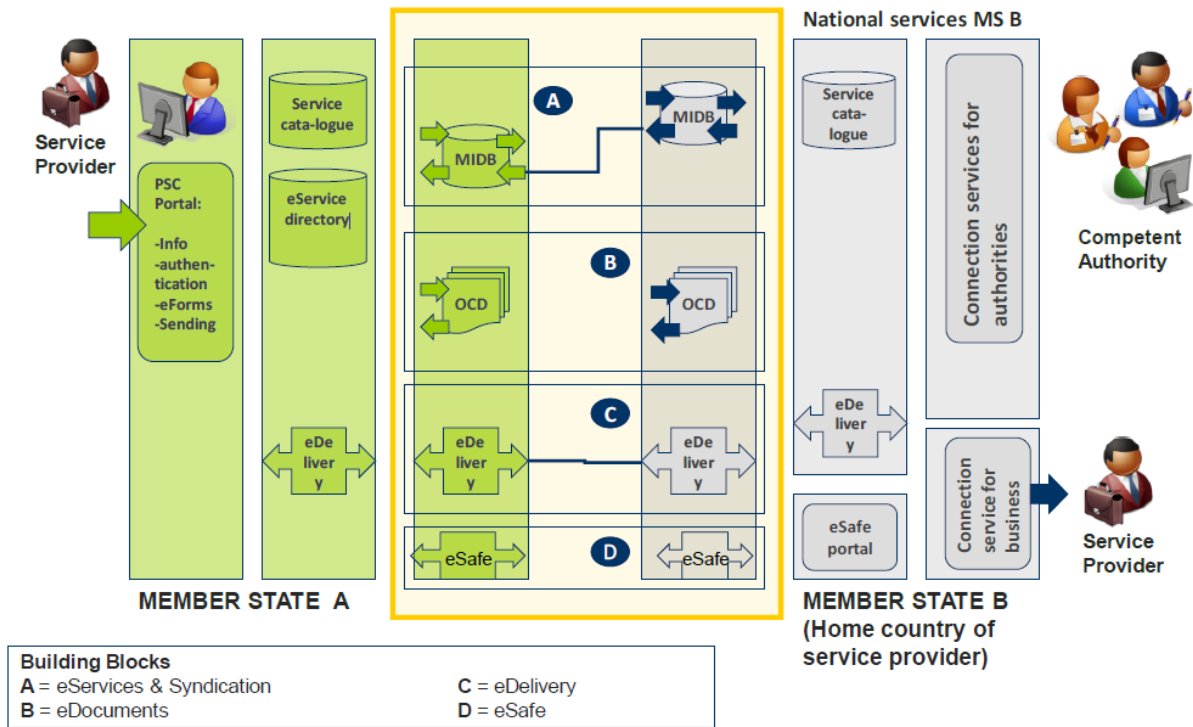 National services MS B
Service
Provider
PSC
Portal:
-Info
-authen-
tication
-eForms
-Sending
Service
cata-logue
eService
directory
eDe
liver
y
A
MIDB
MIDB
B
OCD
OCD
C
eDe
liver
y
eDe
liver
y
D
eSafe
eSafe
Service
cata-
logue
eDe
liver
y
eSafe
portal
Connection services for
authorities
Connection
service for
business
Competent
Authority
Service
Provider
MEMBER STATE A
MEMBER STATE B
(Home country of
service provider)
Building Blocks
A = eServices & Syndication
B = eDocuments
C = eDelivery
D = eSafe